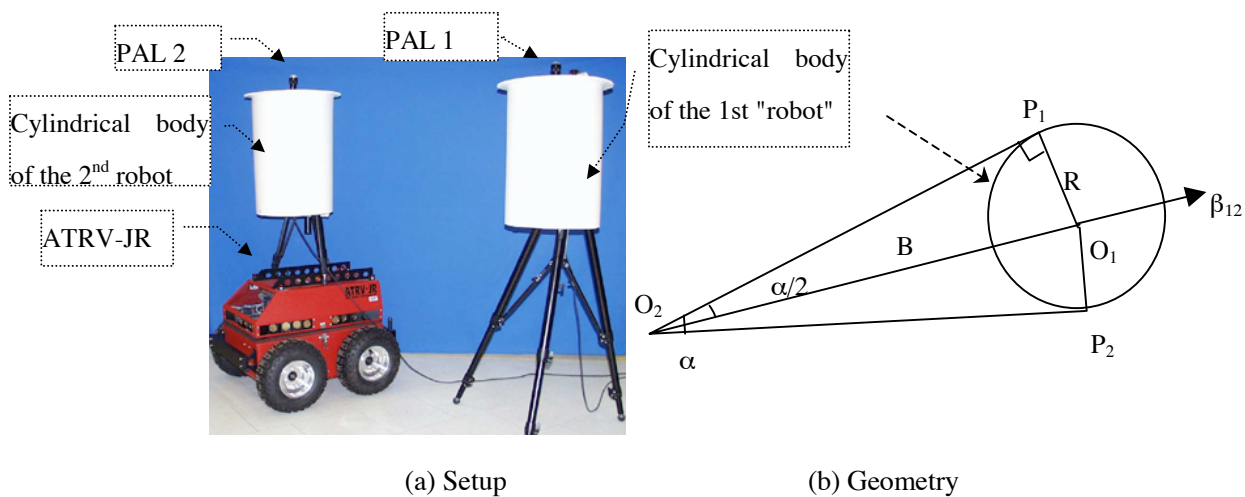 PAL 2
PAL 1
Cylindrical body
of the 2nd robot
ATRV-JR
Cylindrical body
of the 1st "robot"
ATRV-JR
P1
R
β12
B
O1
α/2
O2
α
P2
(a) Setup
(b) Geometry